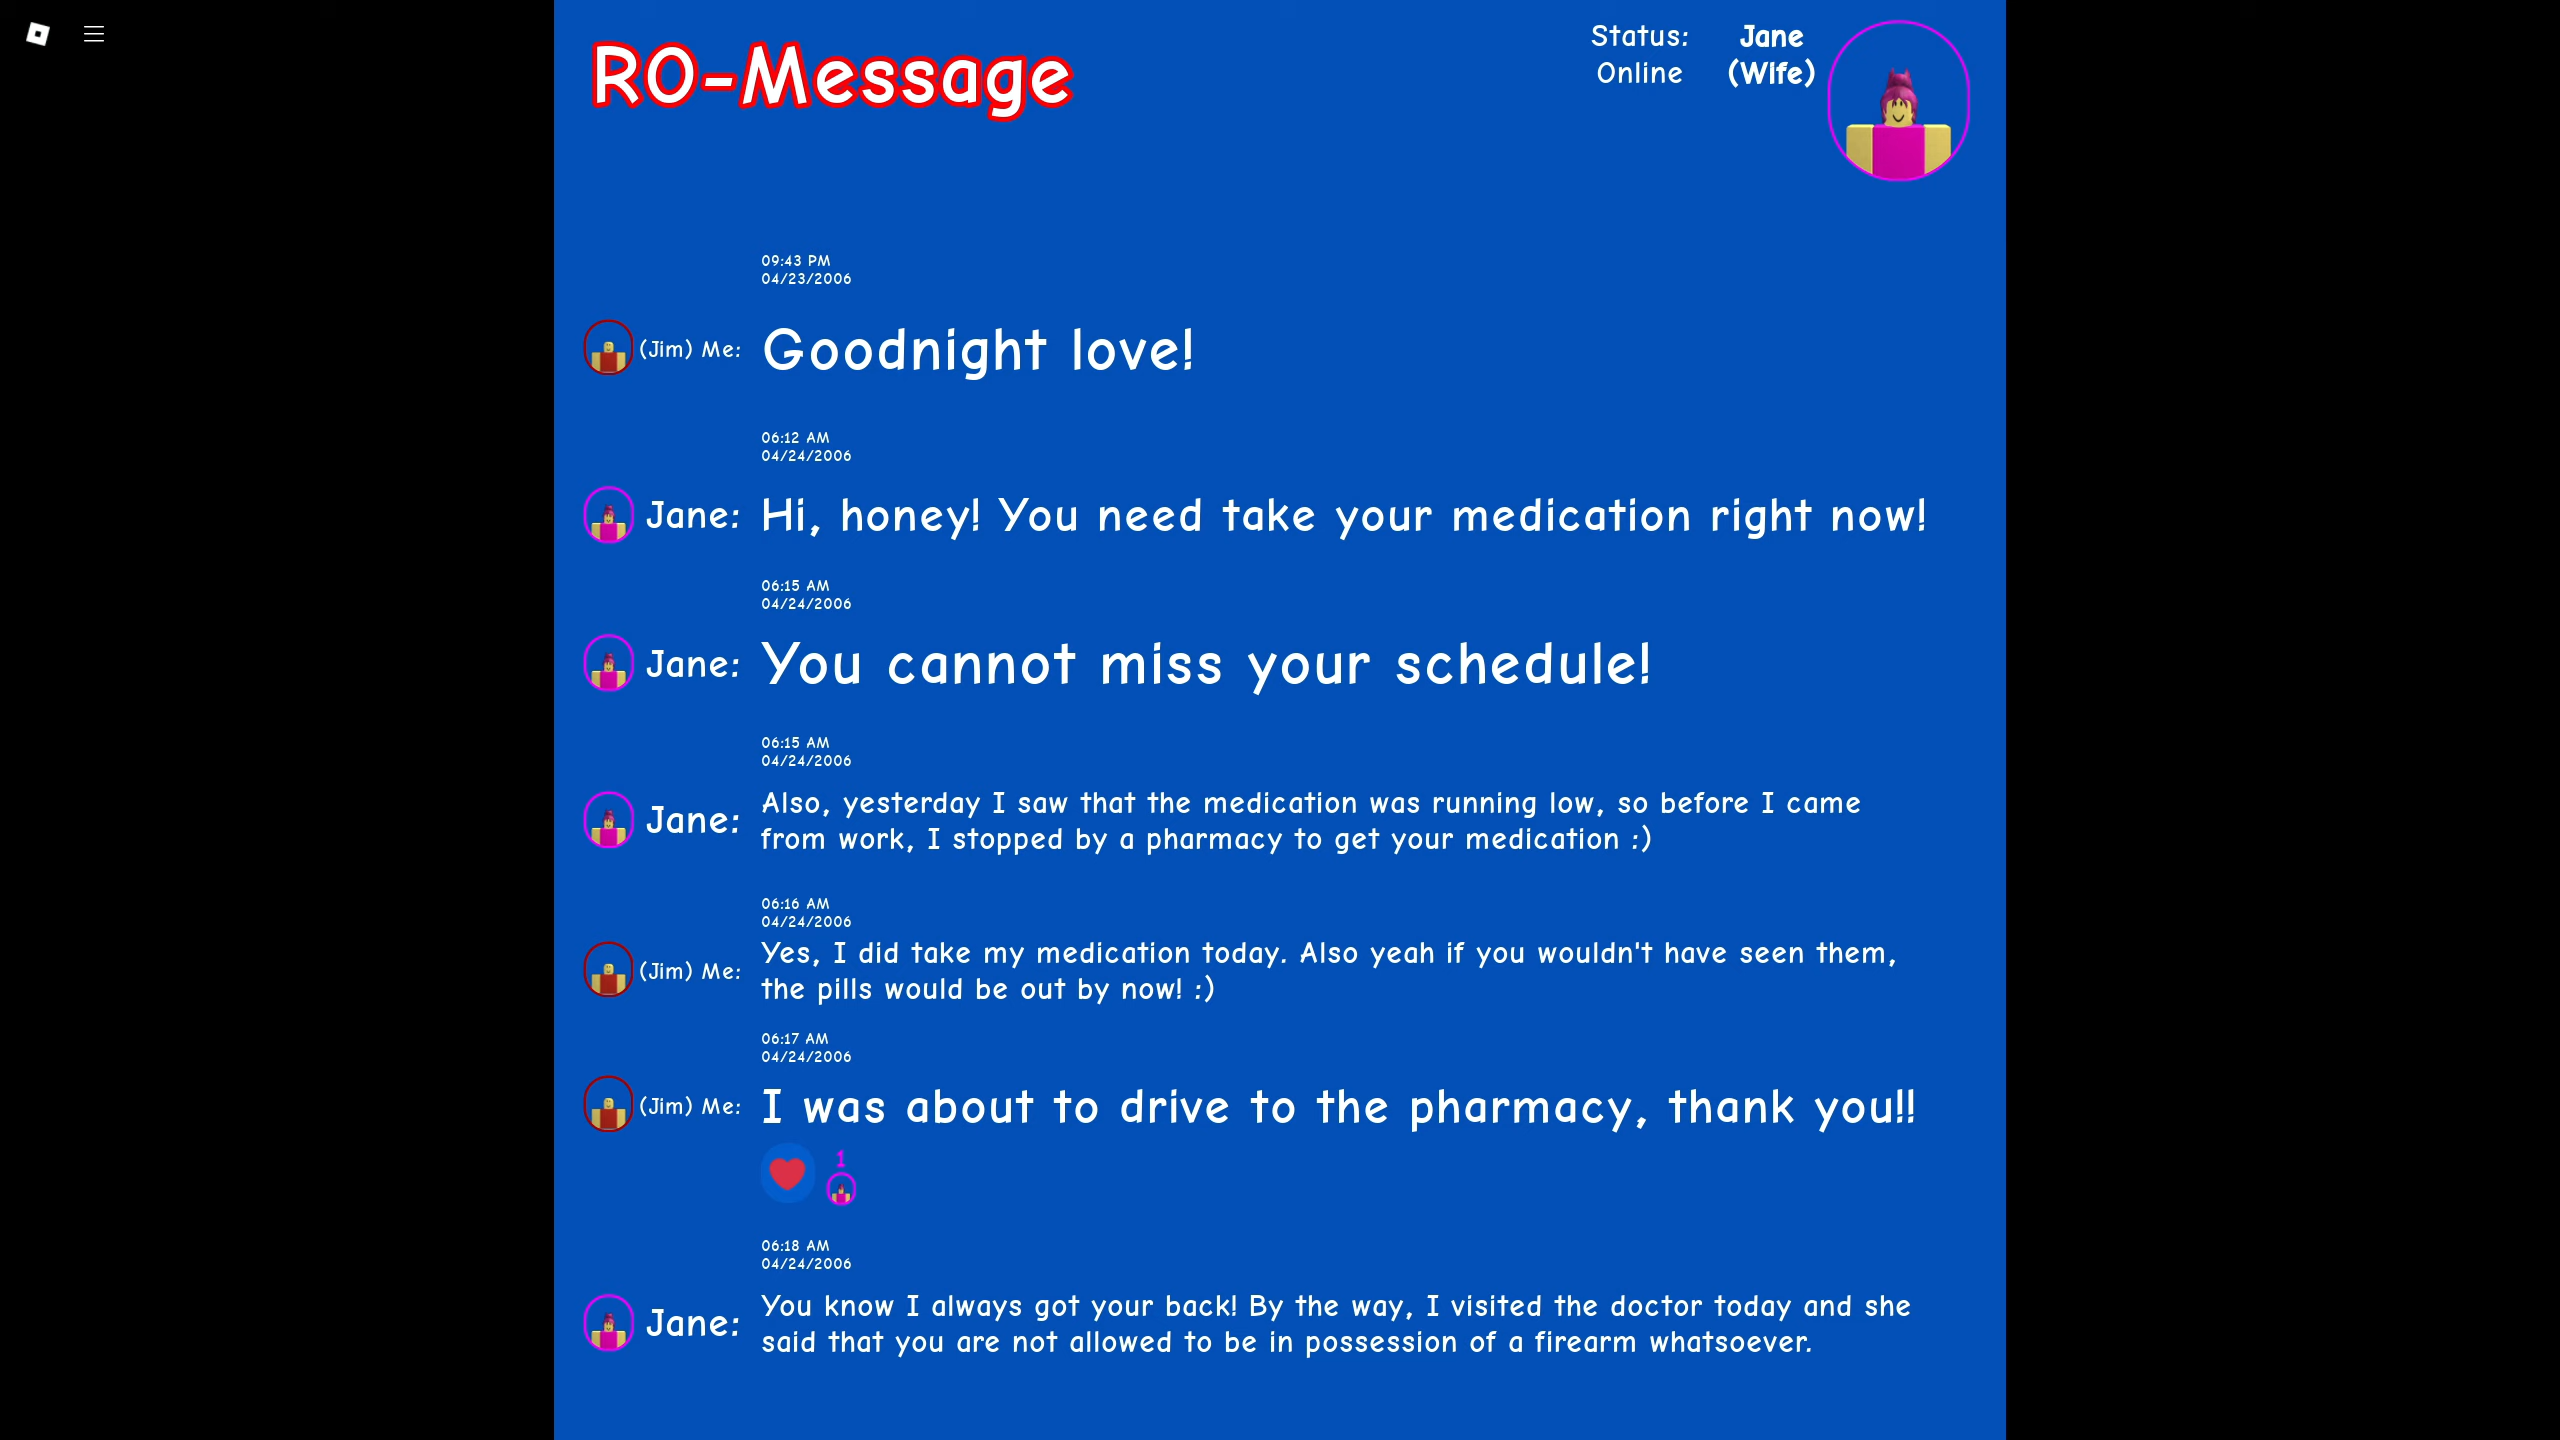 RO-Message
Status:
Online
Jane
(Wife)
09:43 PM
04/23/2006
(Jim) Me:
Goodnight love!
06:12 AM
04/24/2006
Jane:
Hi, honey! You need take your medication right now!
06:15 AM
04/24/2006
Jane:
You cannot miss your schedule!
06:15 AM
04/24/2006
Jane:
Also, yesterday I saw that the medication was running low, so before I came
from work, I stopped by a pharmacy to get your medication :)
06:16 AM
04/24/2006
(Jim) Me:
Yes, I did take my medication today. Also yeah if you wouldn't have seen them,
the pills would be out by now! :)
06:17 AM
04/24/2006
(Jim) Me:
I was about to drive to the pharmacy, thank you!!
1
06:18 AM
04/24/2006
Jane:
You know I always got your back! By the way, I visited the doctor today and she
said that you are not allowed to be in possession of a firearm whatsoever.